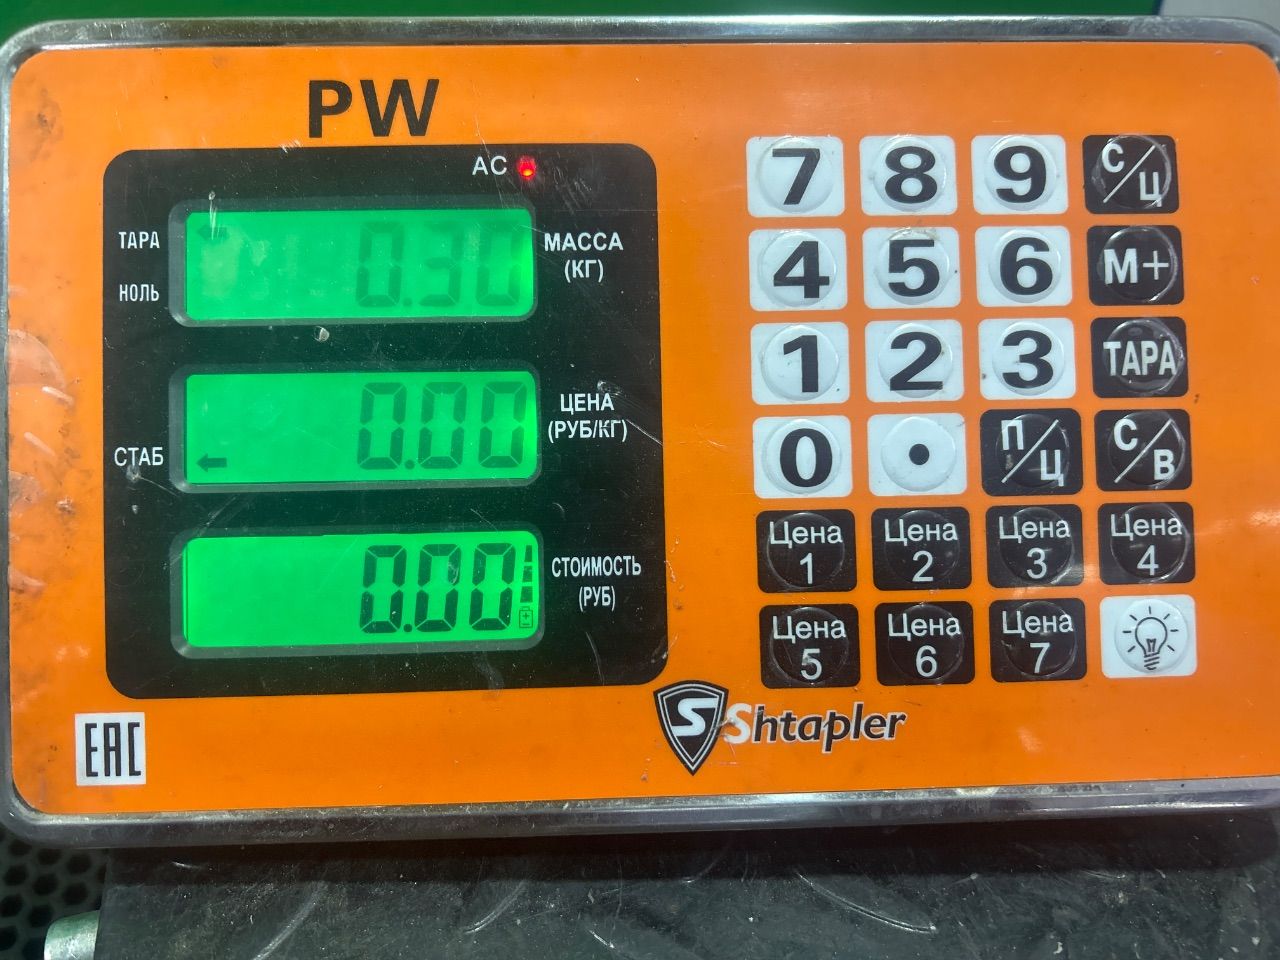 PW
AC
ТАРА
НОЛЬ
0.30
МАССА
(КГ)
СТАБ
0.00
ЦЕНА
(РУБ/КГ)
0.00
СТОИМОСТЬ
(РУБ)
7 8 9 С/Ц
4 5 6 М+
1 2 3 ТАРА
0 • П/Ц С/В
Цена 1 Цена 2 Цена 3 Цена 4
Цена 5 Цена 6 Цена 7
EAC
S Shtapler